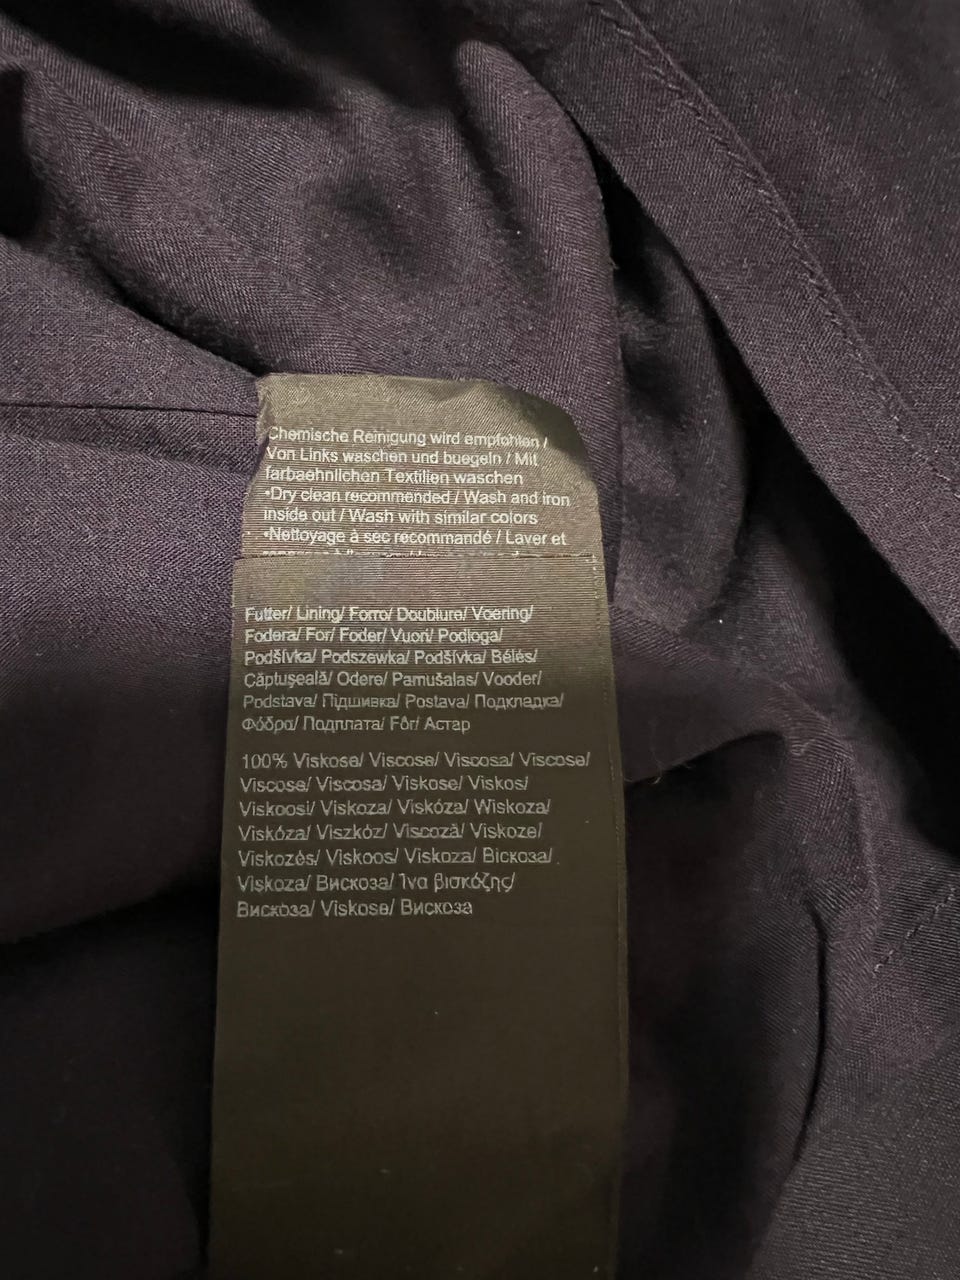 Chemische Reinigung wird empfohlen /
Von Links waschen und buegeln / Mit
farbaehnlichen Textilien waschen
•Dry clean recommended / Wash and iron
inside out / Wash with similar colors
•Nettoyage à sec recommandé / Laver et
Futter/ Lining/ Forro/ Doublure/ Voering/
Fodera/ For/ Foder/ Vuori/ Podloga/
Podšívka/ Podszewka/ Podšívka/ Bélés/
Căptuşeală/ Odere/ Pamušalas/ Vooder/
Podstava/ Підшивка/ Postava/ Подкладка/
Φόδρα/ Подплата/ Fôr/ Астар
100% Viskose/ Viscose/ Viscosa/ Viscose/
Viscose/ Viscosa/ Viskose/ Viskos/
Viskoosi/ Viskoza/ Viskóza/ Wiskoza/
Viskóza/ Viszkóz/ Viscoză/ Viskoze/
Viskozės/ Viskoos/ Viskoza/ Віскоза/
Viskoza/ Вискоза/ Ίνα βισκόζης/
Вискоза/ Viskose/ Вискоза